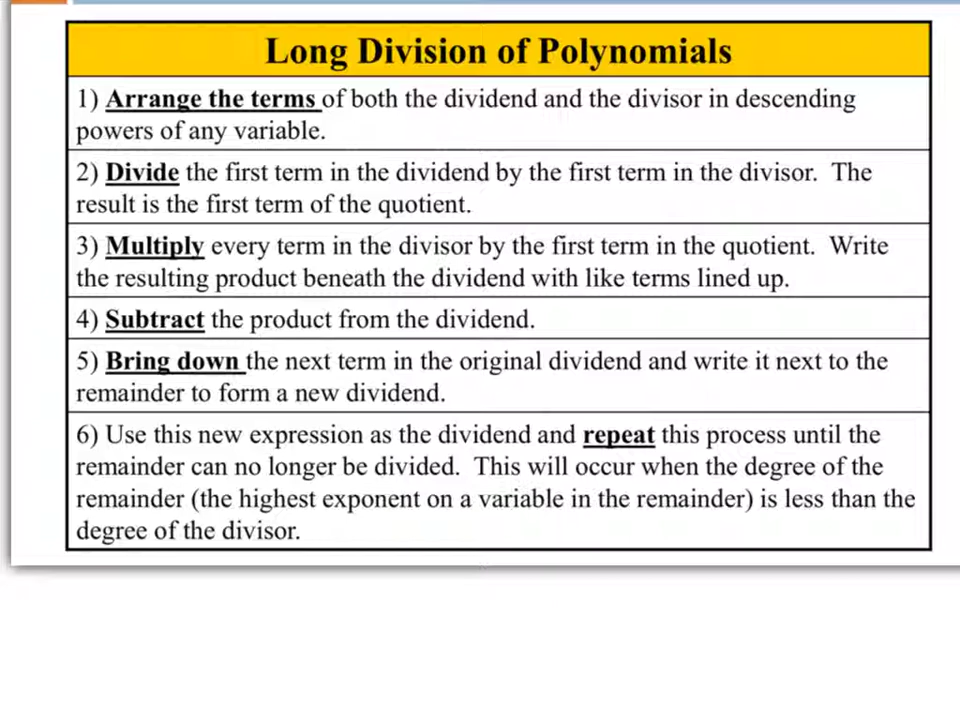 Long Division of Polynomials
1) Arrange the terms of both the dividend and the divisor in descending
powers of any variable.
2) Divide the first term in the dividend by the first term in the divisor.  The
result is the first term of the quotient.
3) Multiply every term in the divisor by the first term in the quotient.  Write
the resulting product beneath the dividend with like terms lined up.
4) Subtract the product from the dividend.
5) Bring down the next term in the original dividend and write it next to the
remainder to form a new dividend.
6) Use this new expression as the dividend and repeat this process until the
remainder can no longer be divided.  This will occur when the degree of the
remainder (the highest exponent on a variable in the remainder) is less than the
degree of the divisor.